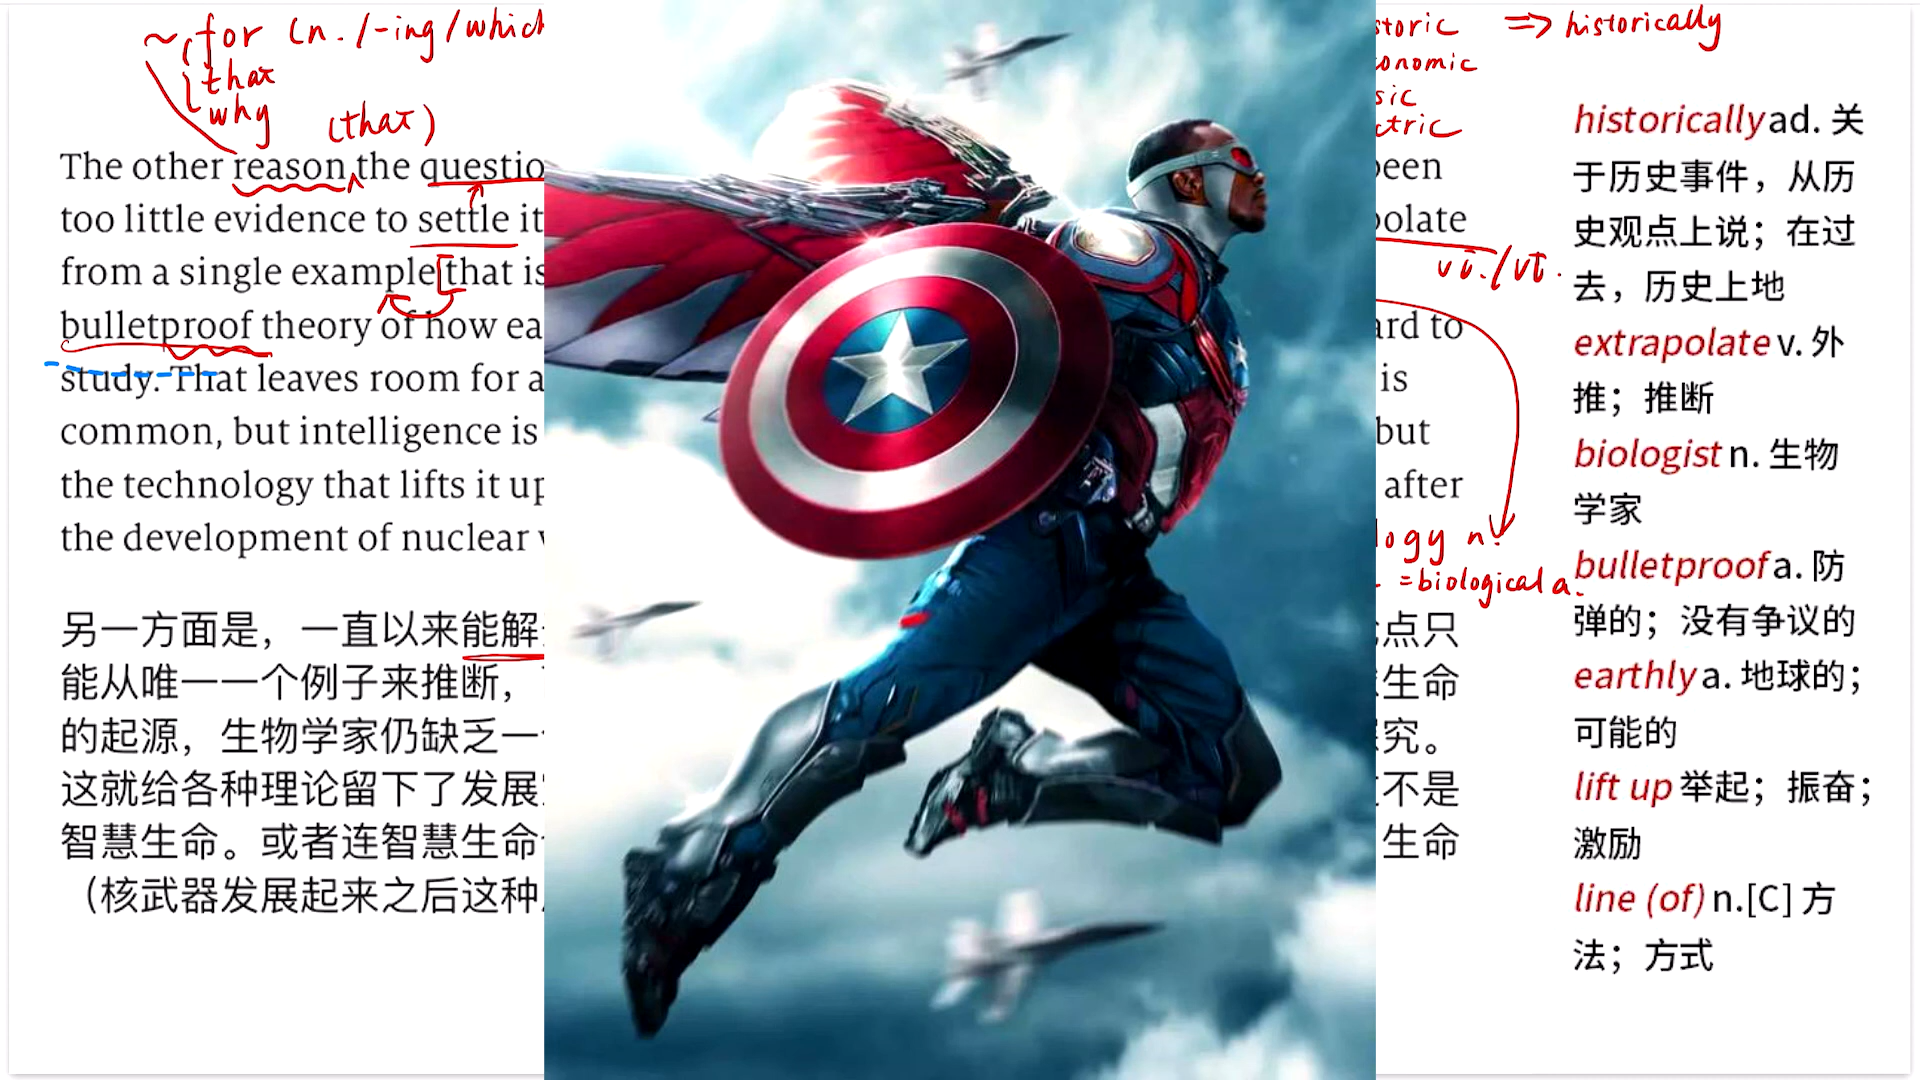 ~ for (n. /-ing/which
that
why
(that)
The other reason the questio
too little evidence to settle it
from a single example that is
bulletproof theory of how ea
study. That leaves room for a
common, but intelligence is
the technology that lifts it up
the development of nuclear
另一方面是，一直以来能解
能从唯一一个例子来推断，
的起源，生物学家仍缺乏一
这就给各种理论留下了发展
智慧生命。或者连智慧生命
（核武器发展起来之后这种
storic => historically
onomic
sic
ctric
been
polate
vi./vt.
ard to
is
but
after
logy n.
=biological a.
点只
生命
究。
不是
生命
historically ad. 关
于历史事件，从历
史观点上说；在过
去，历史上地
extrapolate v. 外
推；推断
biologist n. 生物
学家
bulletproof a. 防
弹的；没有争议的
earthly a. 地球的；
可能的
lift up 举起；振奋；
激励
line (of) n.[C] 方
法；方式